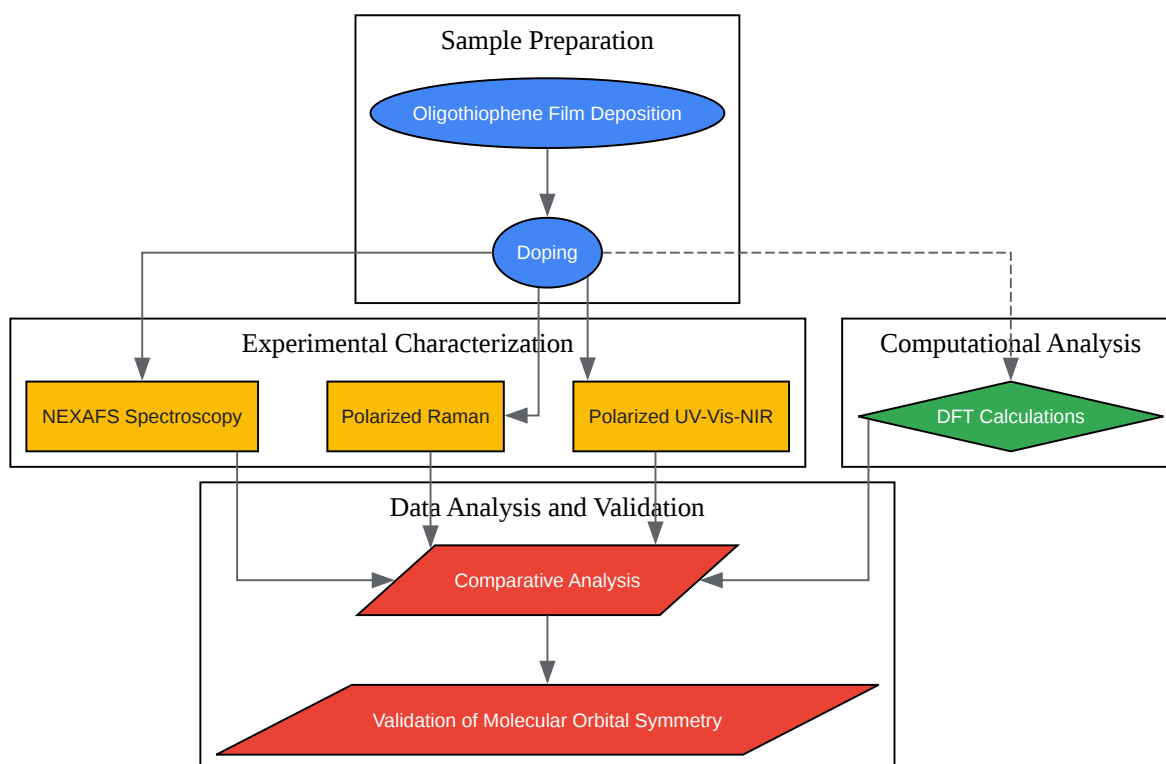 Sample Preparation
Oligothiophene Film Deposition
Doping
Experimental Characterization
Computational Analysis
NEXAFS Spectroscopy
Polarized Raman
Polarized UV-Vis-NIR
DFT Calculations
Data Analysis and Validation
Comparative Analysis
Validation of Molecular Orbital Symmetry